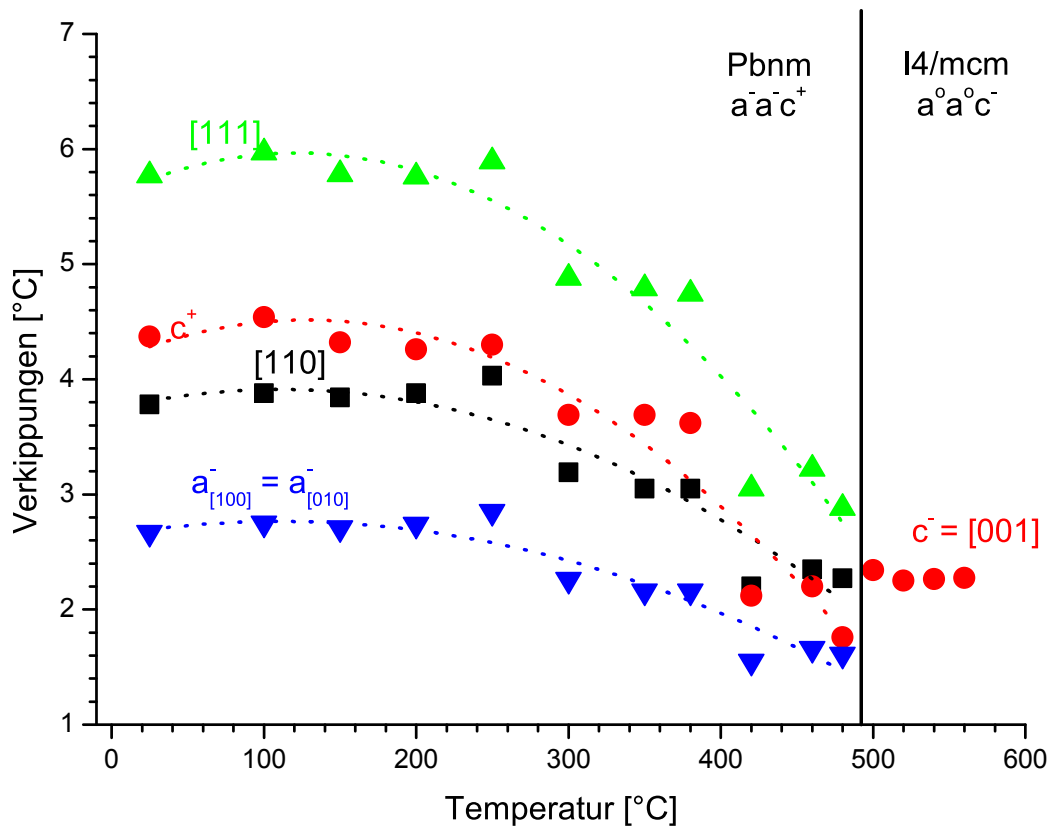 7
6
5
4
3
2
1
Verkippungen [°C]
Pbnm
a⁻a⁻c⁺
I4/mcm
a°a°c⁻
[111]
c⁺
[110]
a⁻[100] = a⁻[010]
c⁻ = [001]
0 100 200 300 400 500 600
Temperatur [°C]